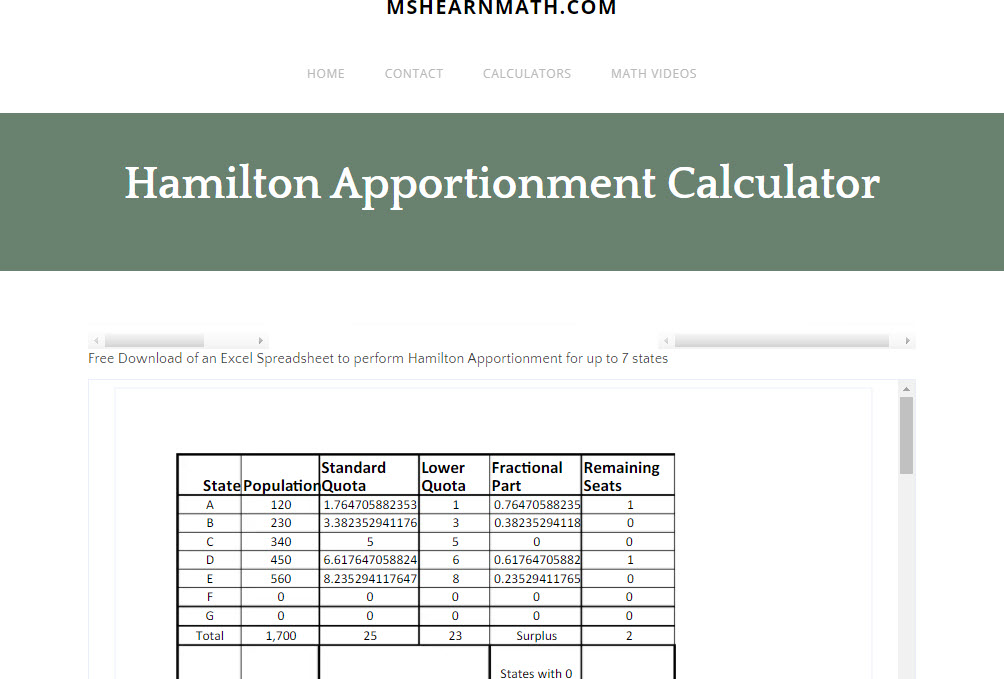 MSHEARNMATH.COM
HOME CONTACT CALCULATORS MATH VIDEOS
Hamilton Apportionment Calculator
Free Download of an Excel Spreadsheet to perform Hamilton Apportionment for up to 7 states
State Population Standard Quota Lower Quota Fractional Part Remaining Seats
A 120 1.764705882353 1 0.76470588235 1
B 230 3.382352941176 3 0.38235294118 0
C 340 5 5 0 0
D 450 6.617647058824 6 0.61764705882 1
E 560 8.235294117647 8 0.23529411765 0
F 0 0 0 0 0
G 0 0 0 0 0
Total 1,700 25 23 Surplus 2
States with 0